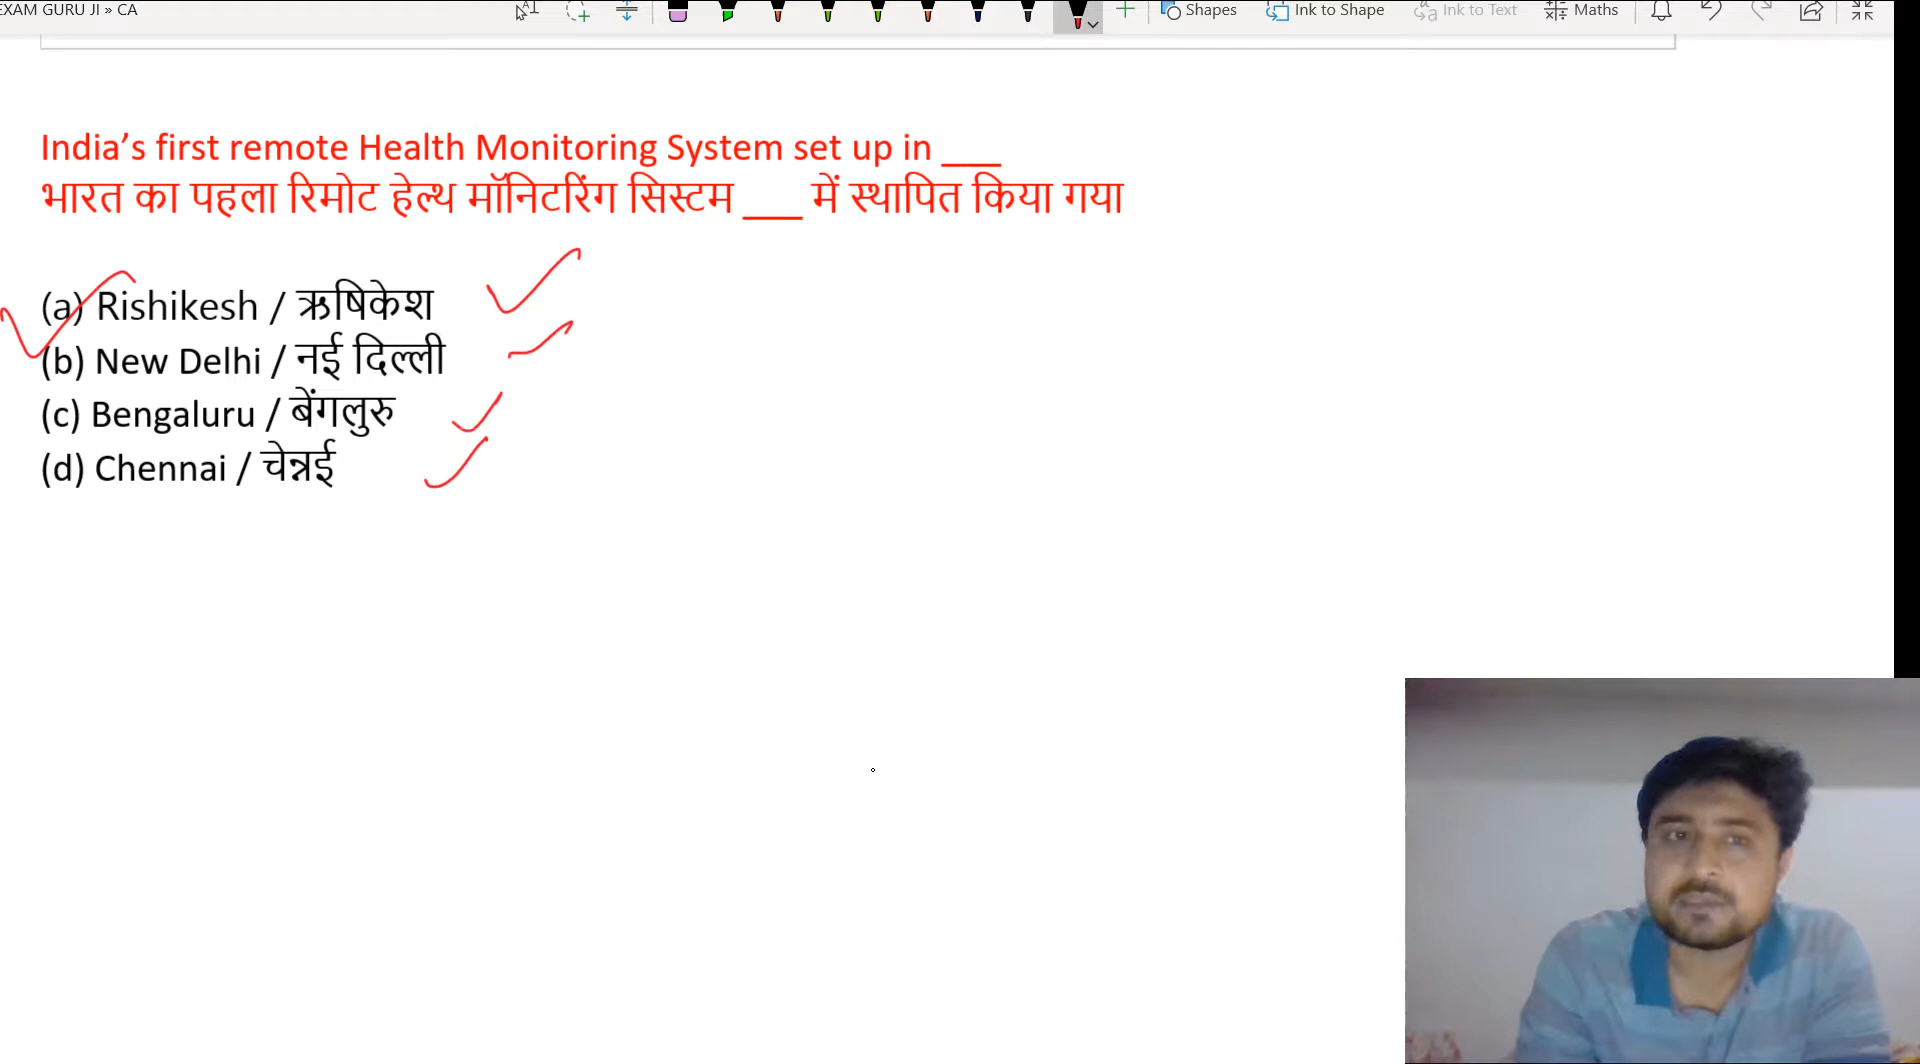 EXAM GURU JI » CA
Shapes Ink to Shape Ink to Text Maths
India’s first remote Health Monitoring System set up in ___
भारत का पहला रिमोट हेल्थ मॉनिटरिंग सिस्टम ___ में स्थापित किया गया
(a) Rishikesh / ऋषिकेश
(b) New Delhi / नई दिल्ली
(c) Bengaluru / बेंगलुरु
(d) Chennai / चेन्नई